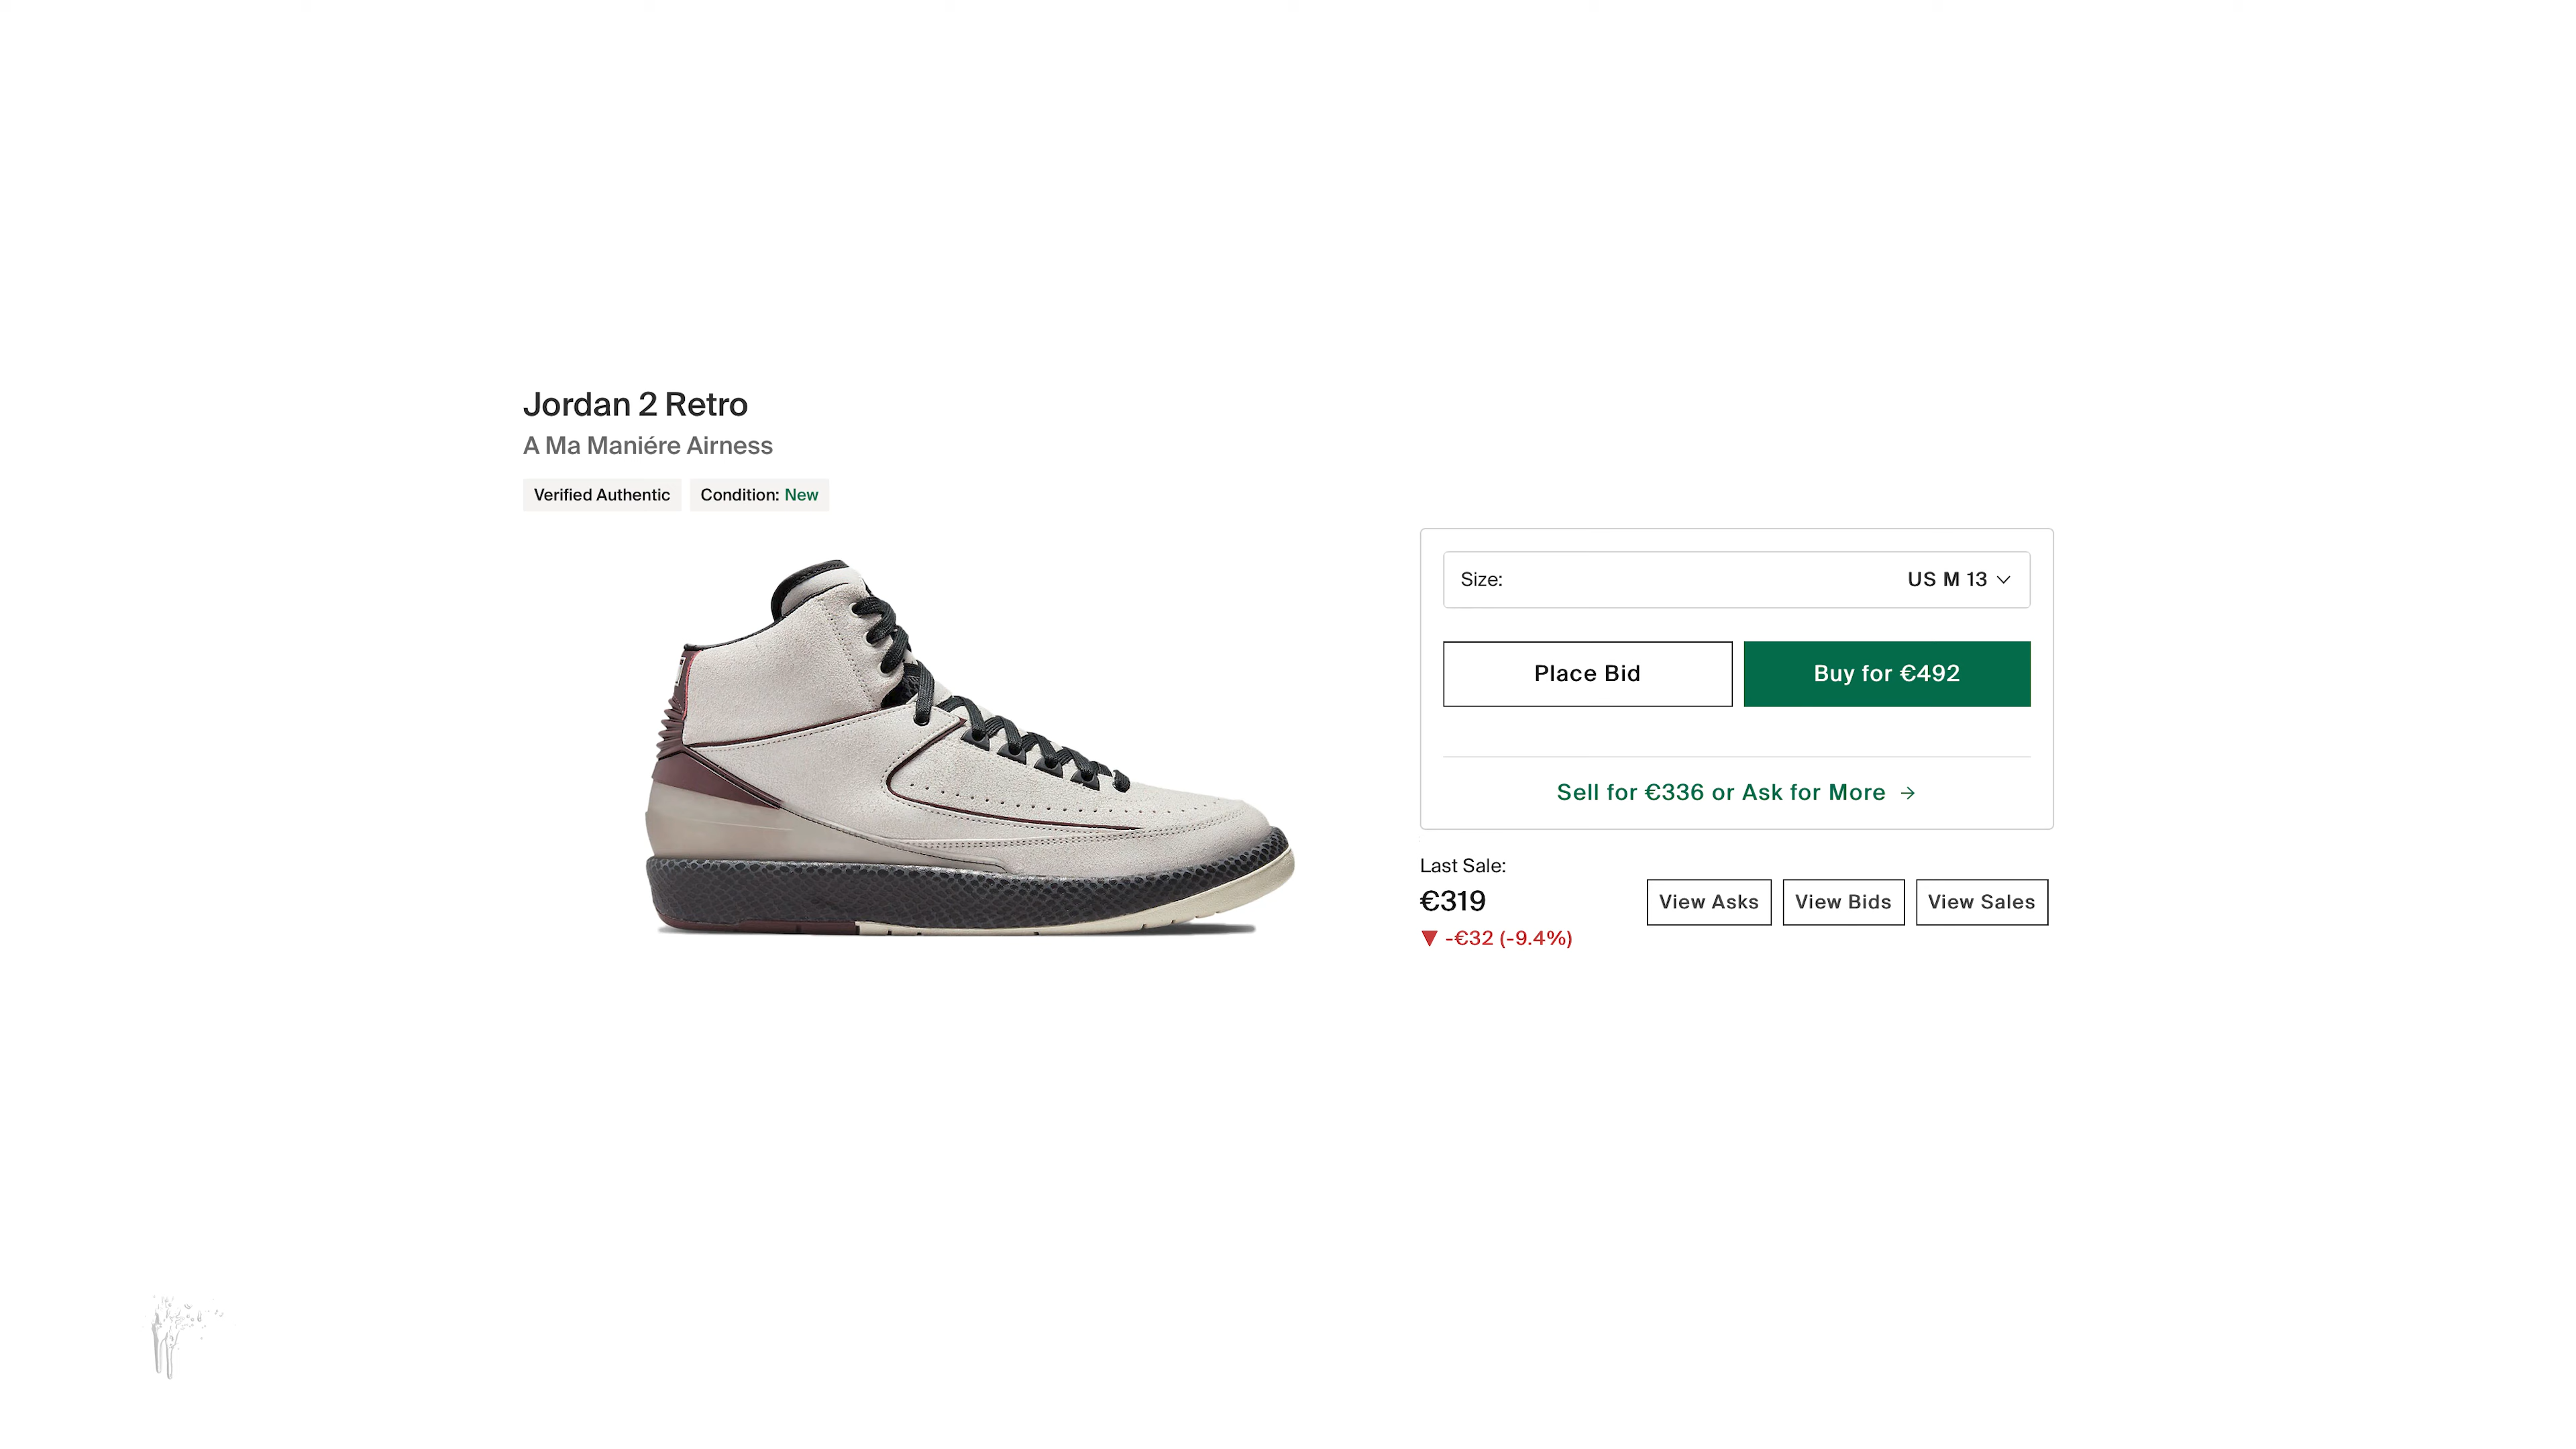 Jordan 2 Retro
A Ma Maniére Airness
Verified Authentic
Condition: New
Size:
US M 13
Place Bid
Buy for €492
Sell for €336 or Ask for More →
Last Sale:
€319
▼ -€32 (-9.4%)
View Asks
View Bids
View Sales